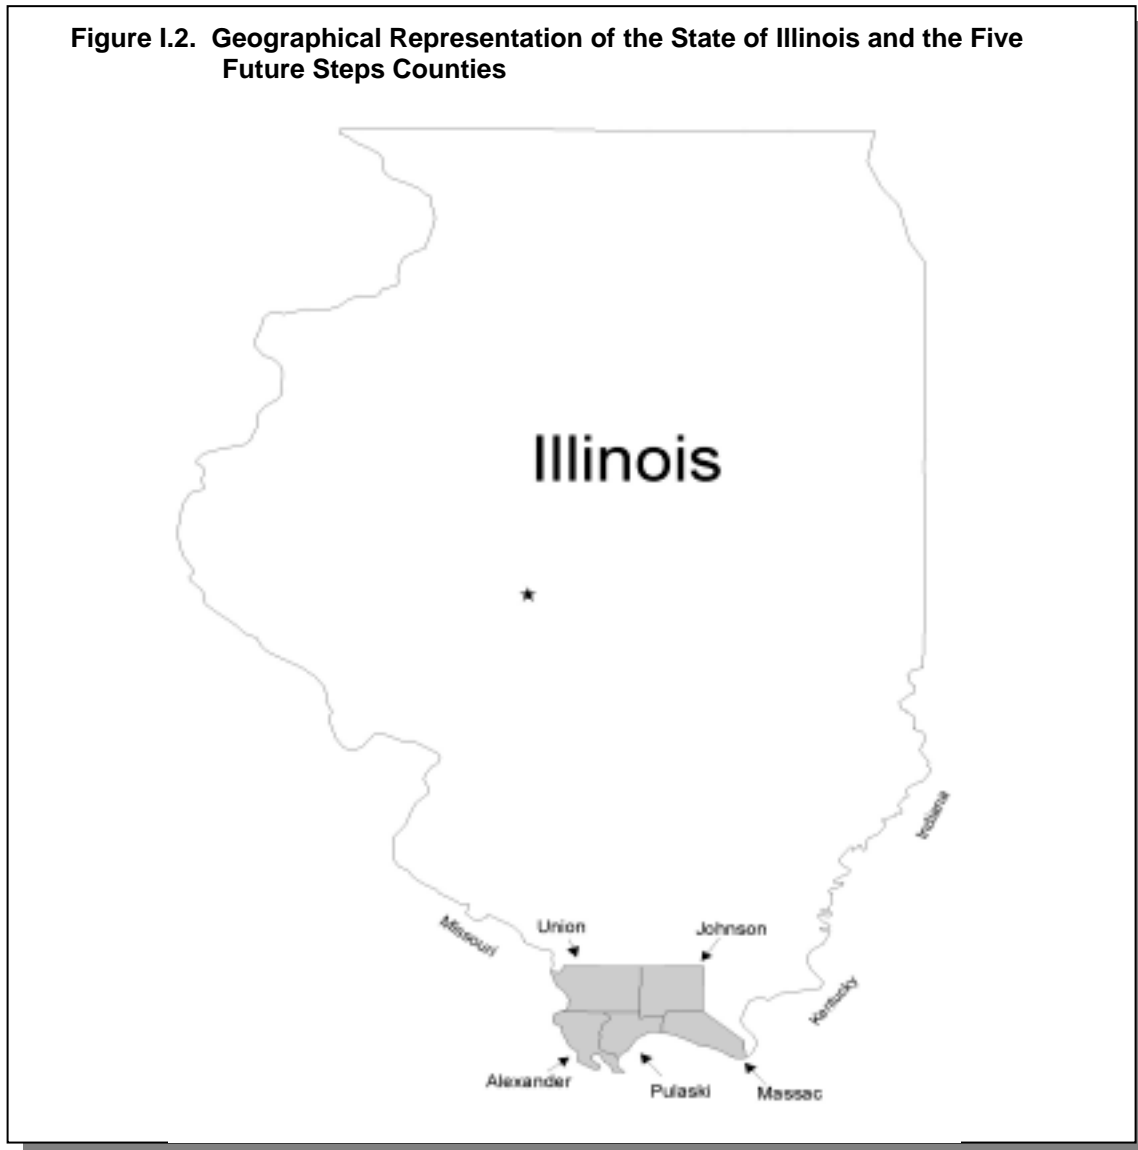 Figure I.2. Geographical Representation of the State of Illinois and the Five
Future Steps Counties
Illinois
Indiana
Missouri
Union
Johnson
Kentucky
Alexander
Pulaski
Massac